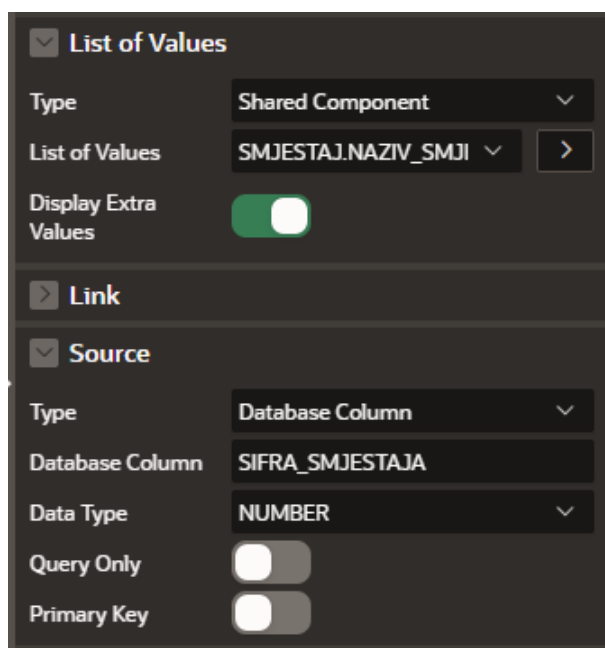 List of Values
Type Shared Component
List of Values SMJESTAJ.NAZIV_SMJI
Display Extra
Values
Link
Source
Type Database Column
Database Column SIFRA_SMJESTAJA
Data Type NUMBER
Query Only
Primary Key